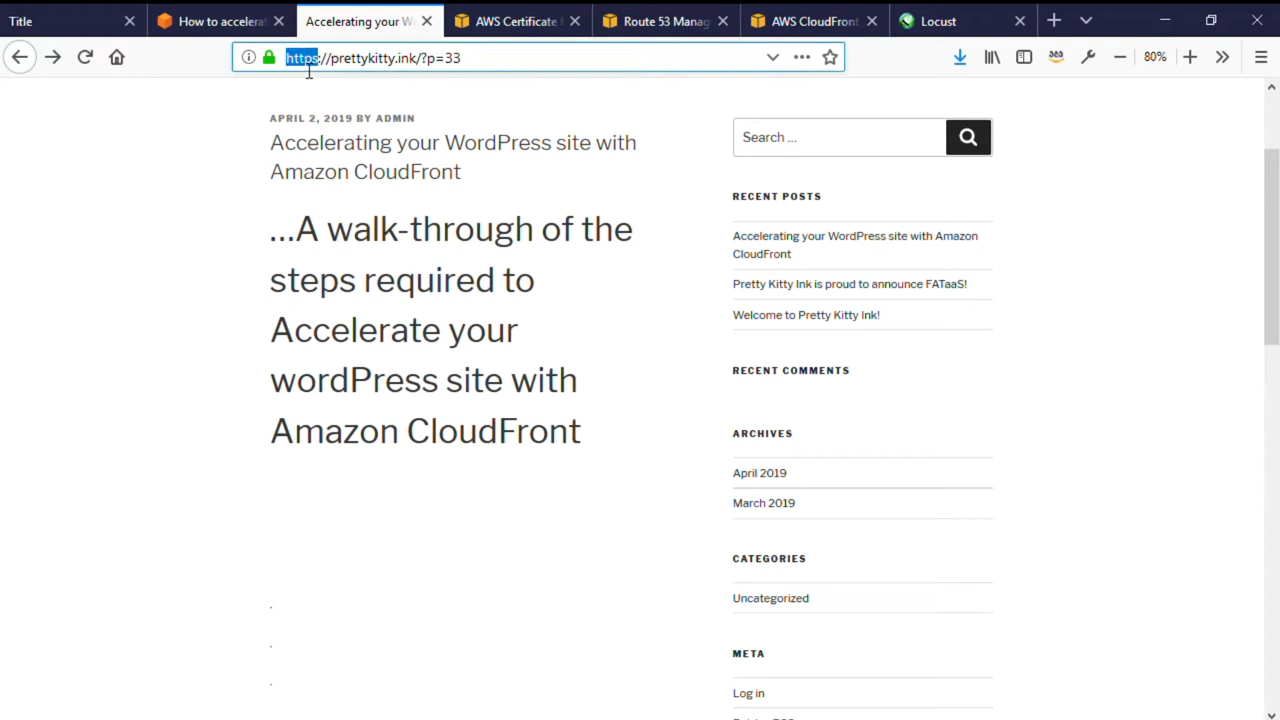 Title
How to accelerat
Accelerating your W
AWS Certificate
Route 53 Manag
AWS CloudFront
Locust
https://prettykitty.ink/?p=33
80%
APRIL 2, 2019 BY ADMIN
Accelerating your WordPress site with
Amazon CloudFront
…A walk-through of the
steps required to
Accelerate your
wordPress site with
Amazon CloudFront
.
.
.
Search …
RECENT POSTS
Accelerating your WordPress site with Amazon
CloudFront
Pretty Kitty Ink is proud to announce FATaaS!
Welcome to Pretty Kitty Ink!
RECENT COMMENTS
ARCHIVES
April 2019
March 2019
CATEGORIES
Uncategorized
META
Log in